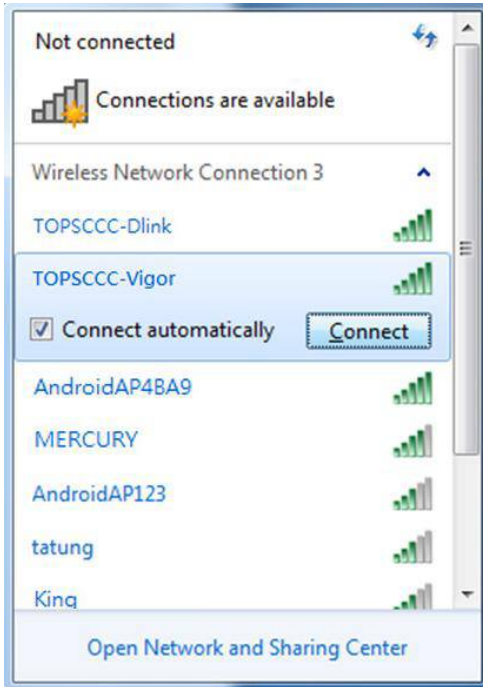 Not connected
Connections are available
Wireless Network Connection 3
TOPSCCC-Dlink
TOPSCCC-Vigor
Connect automatically
Connect
AndroidAP4BA9
MERCURY
AndroidAP123
tatung
King
Open Network and Sharing Center